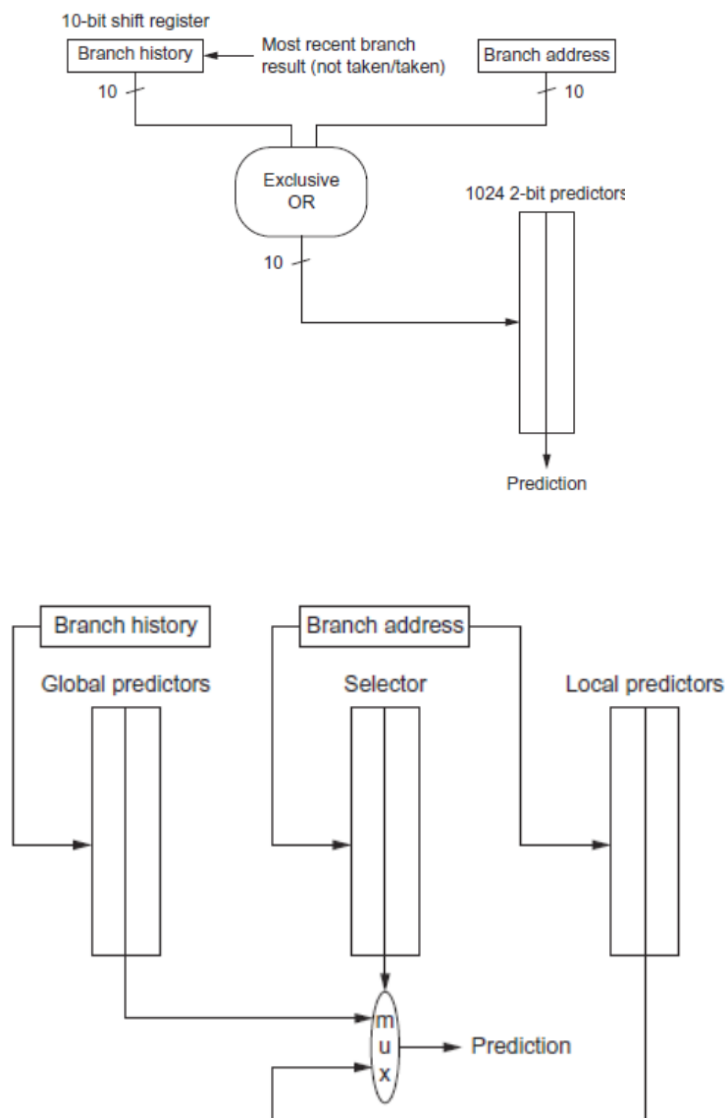 10-bit shift register
Branch history
Most recent branch
result (not taken/taken)
Branch address
10
10
Exclusive
OR
1024 2-bit predictors
10
Prediction
Branch history
Branch address
Global predictors
Selector
Local predictors
m
u
x
Prediction